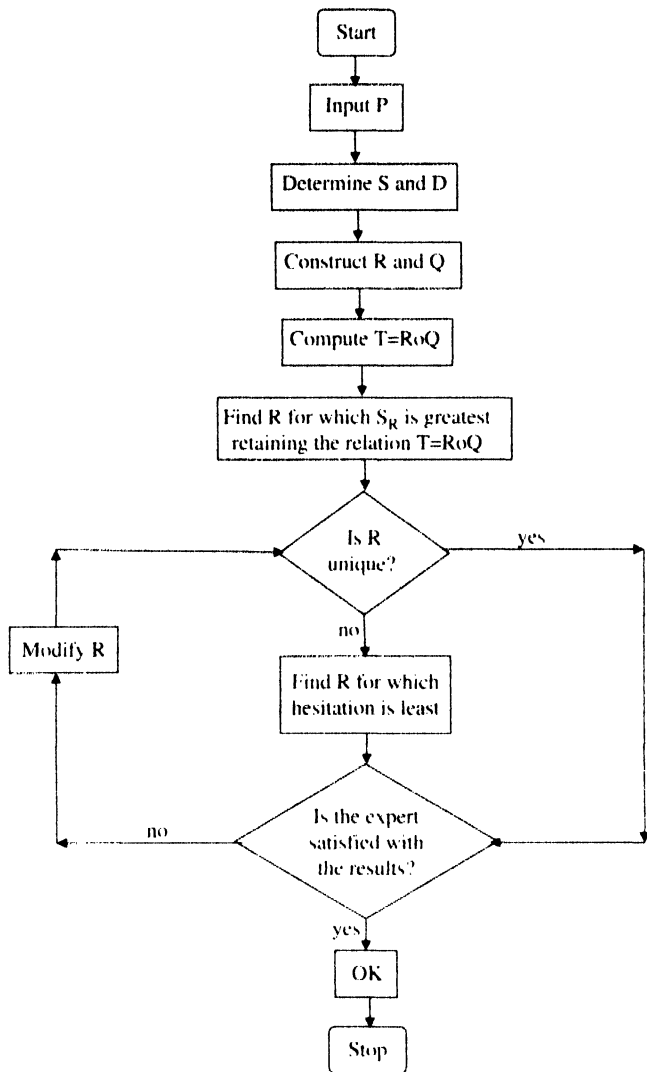 Start
Input P
Determine S and D
Construct R and Q
Compute T=RoQ
Find R for which S_R is greatest
retaining the relation T=RoQ
Is R
unique?
yes
no
Modify R
Find R for which
hesitation is least
Is the expert
satisfied with
the results?
no
yes
OK
Stop